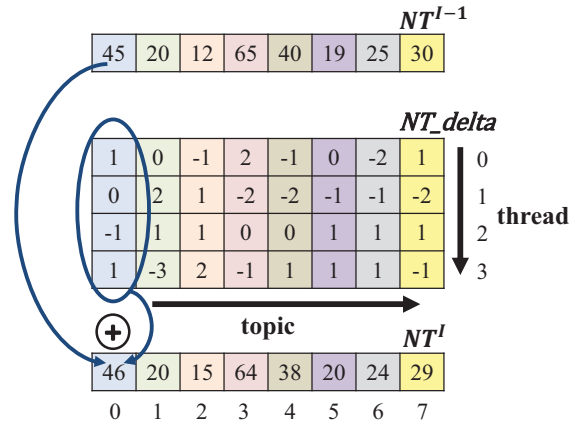 NT^{I-1}
45 20 12 65 40 19 25 30
NT_delta
1 0 -1 2 -1 0 -2 1 0
0 2 1 -2 -2 -1 -1 -2 1
thread
-1 1 1 0 0 1 1 1 2
1 -3 2 -1 1 1 1 -1 3
topic
+
NT^I
46 20 15 64 38 20 24 29
0 1 2 3 4 5 6 7